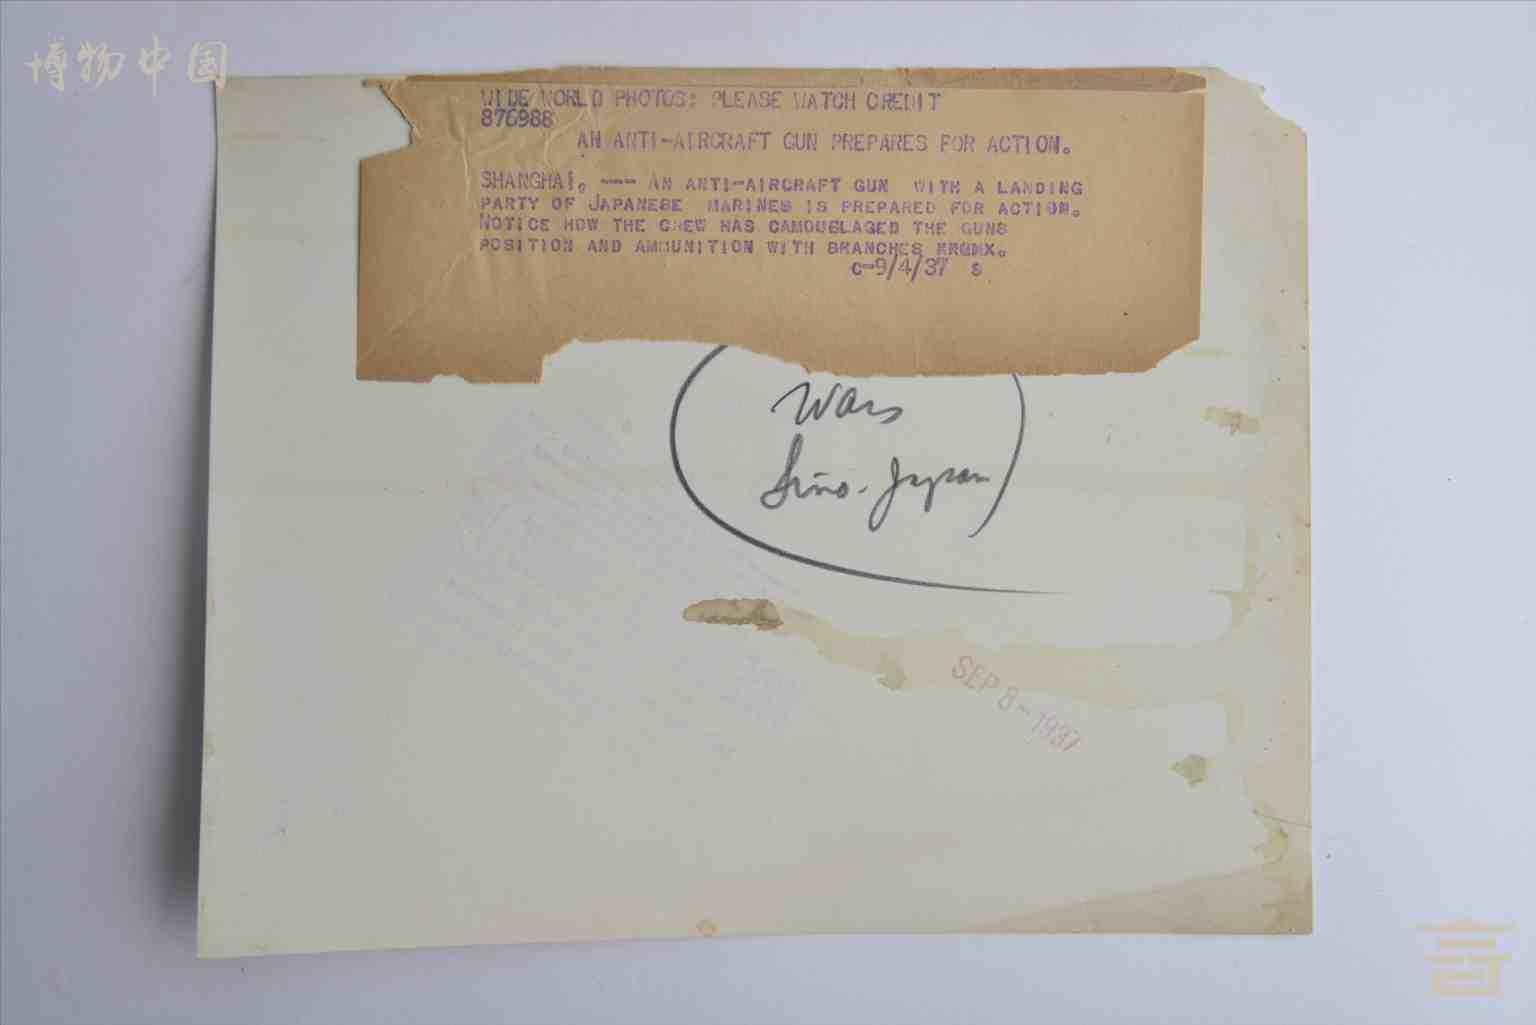 博物中国
WIDE WORLD PHOTOS: PLEASE WATCH CREDIT
876988
AN ANTI-AIRCRAFT GUN PREPARES FOR ACTION.
SHANGHAI. -- AN ANTI-AIRCRAFT GUN WITH A LANDING
PARTY OF JAPANESE MARINES IS PREPARED FOR ACTION.
NOTICE HOW THE CREW HAS CAMOUGLAGED THE GUNS
POSITION AND AMMUNITION WITH BRANCHES
C-9/4/37 S
Wars
Sino-Japan
SEP 8-1937